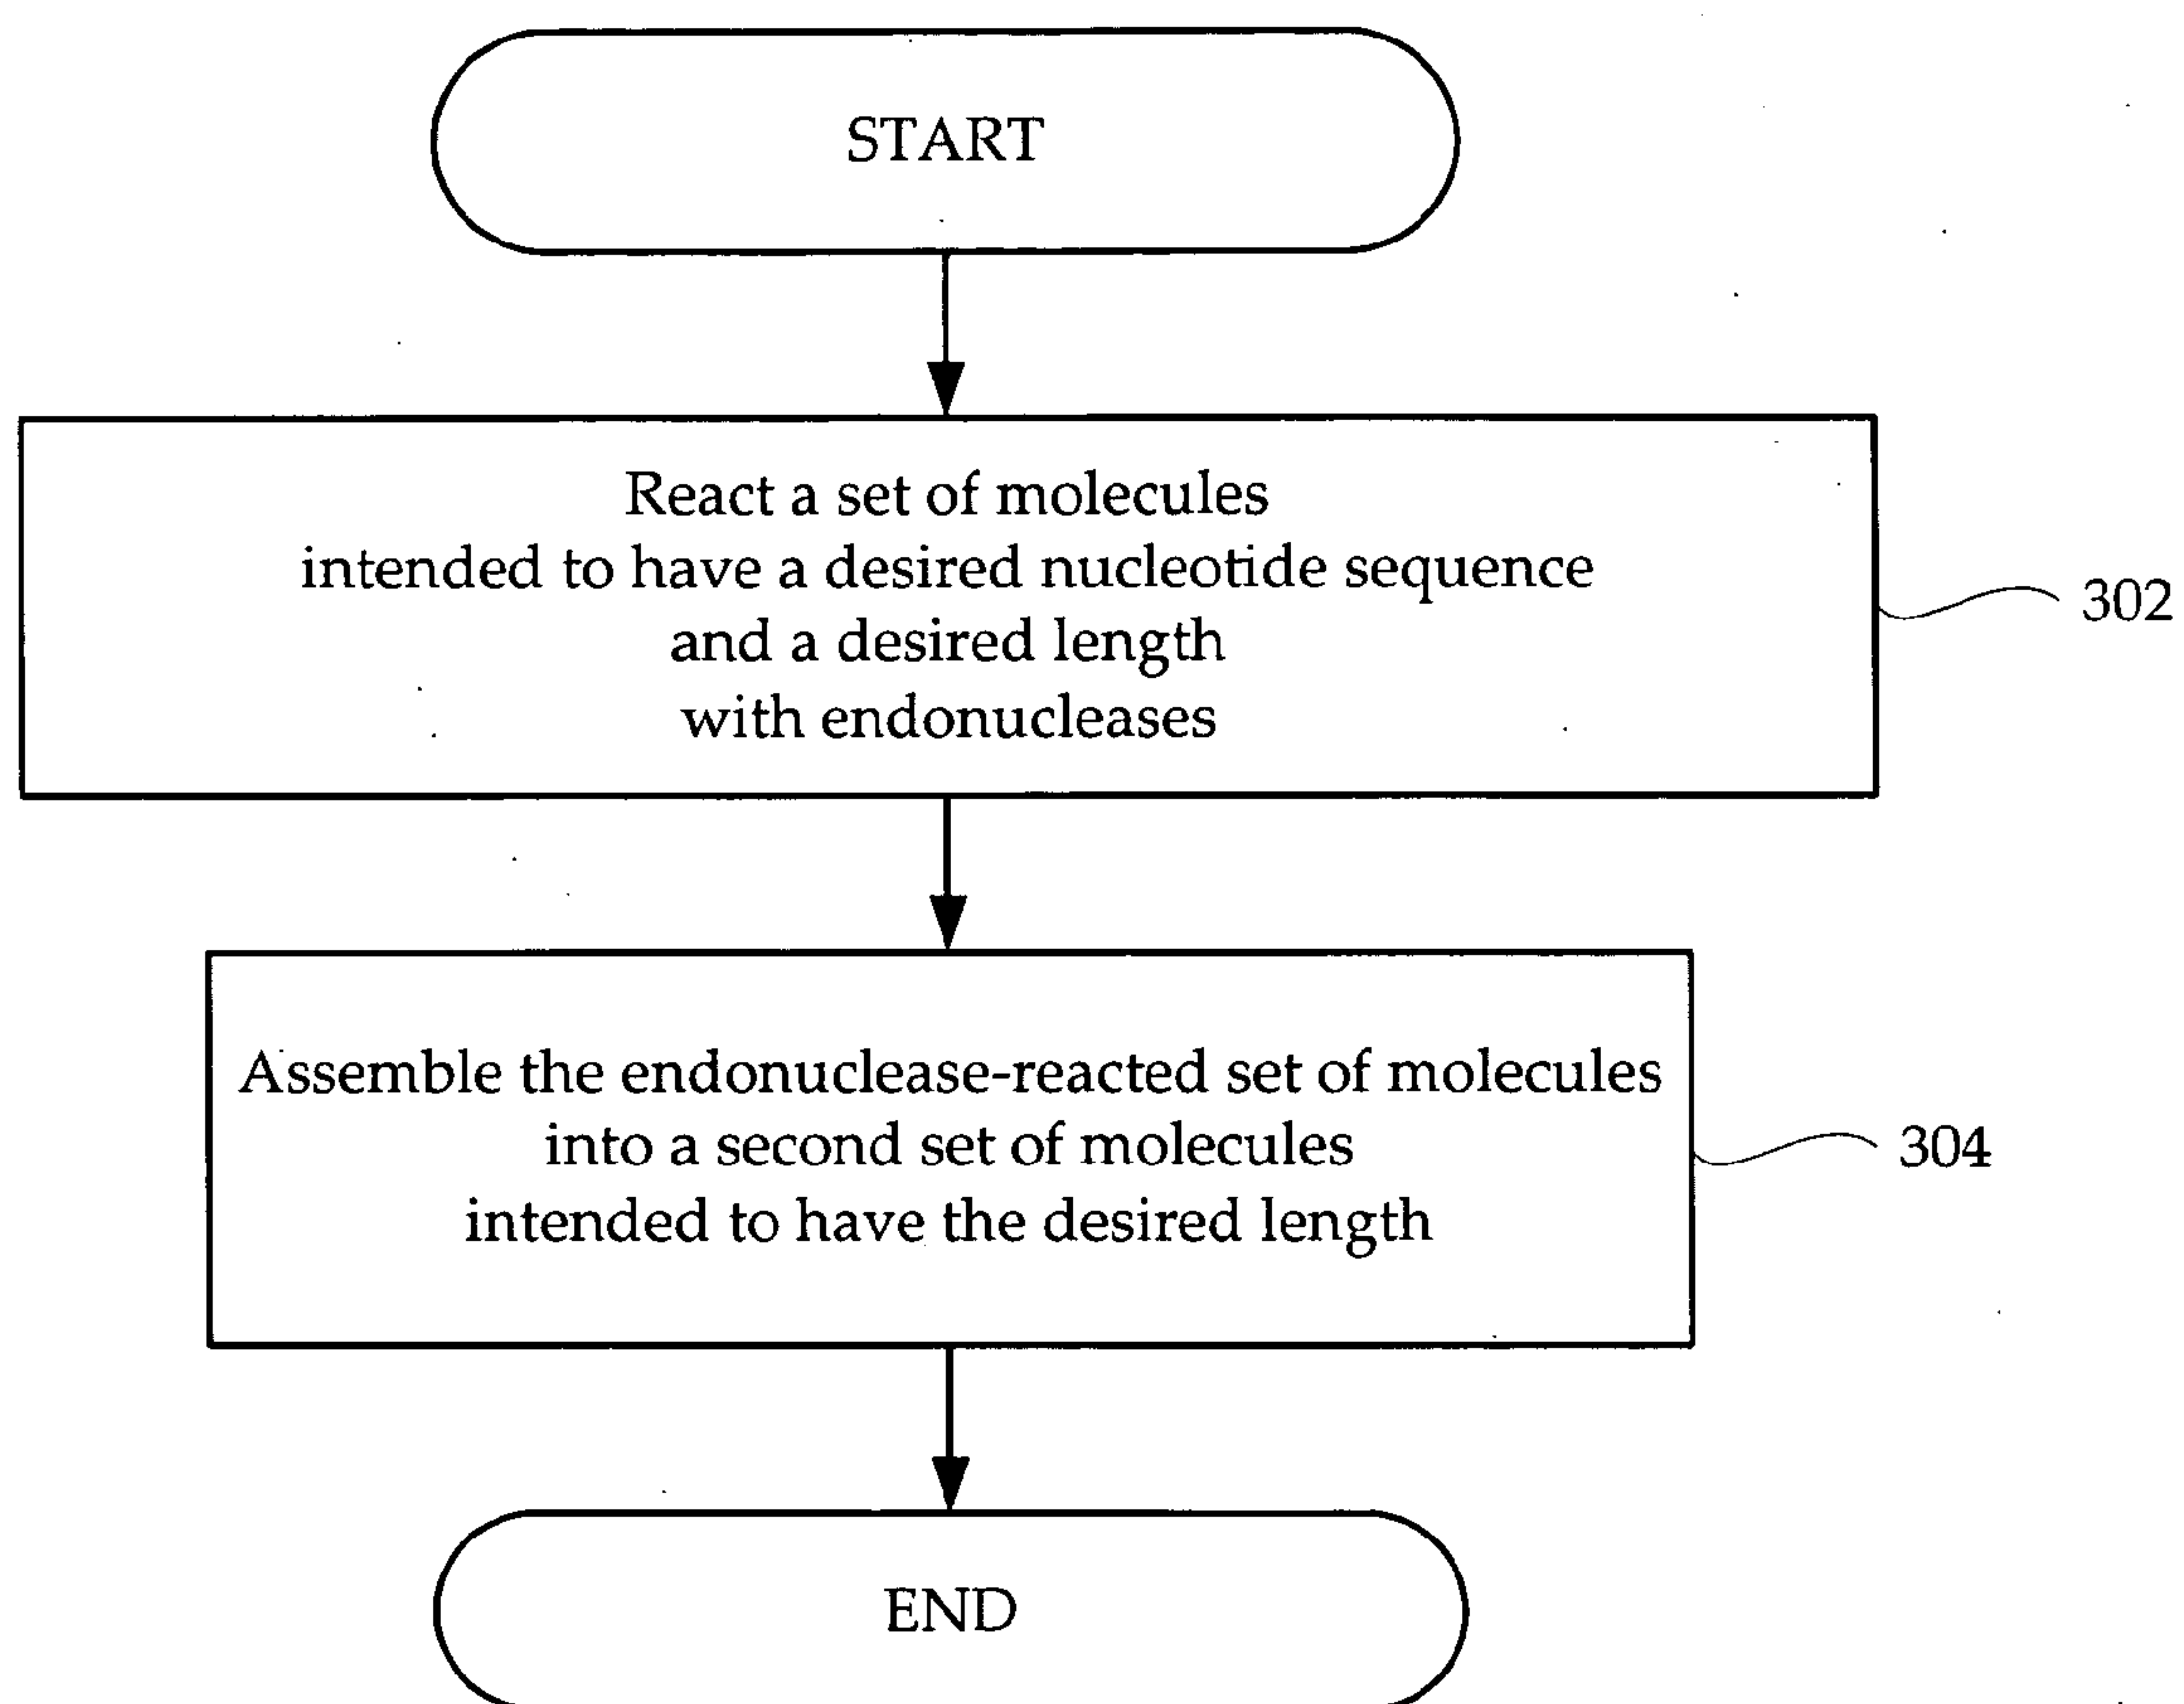 START
React a set of molecules
intended to have a desired nucleotide sequence
and a desired length
with endonucleases
302
Assemble the endonuclease-reacted set of molecules
into a second set of molecules
intended to have the desired length
304
END